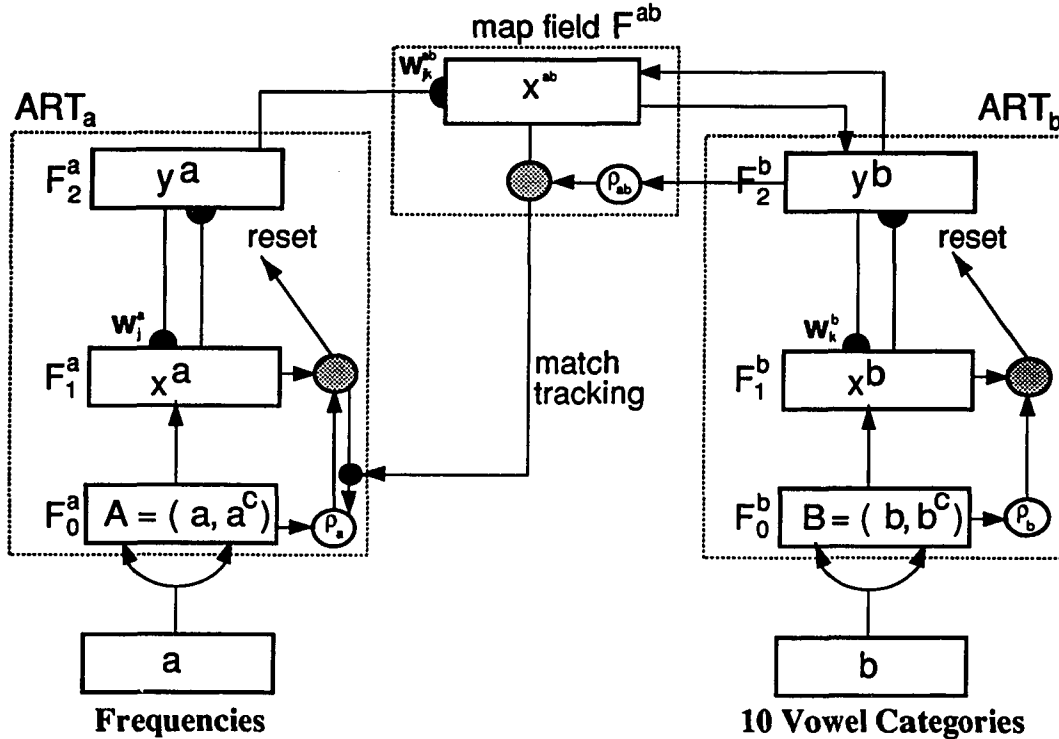 map field F^ab
w_jk^ab
x^ab
ART_a
ART_b
F_2^a
y^a
ρ_ab
F_2^b
y^b
reset
reset
w_j^a
w_k^b
F_1^a
x^a
match
tracking
F_1^b
x^b
F_0^a
A = ( a, a^c)
ρ_a
F_0^b
B = ( b, b^c)
ρ_b
a
b
Frequencies
10 Vowel Categories